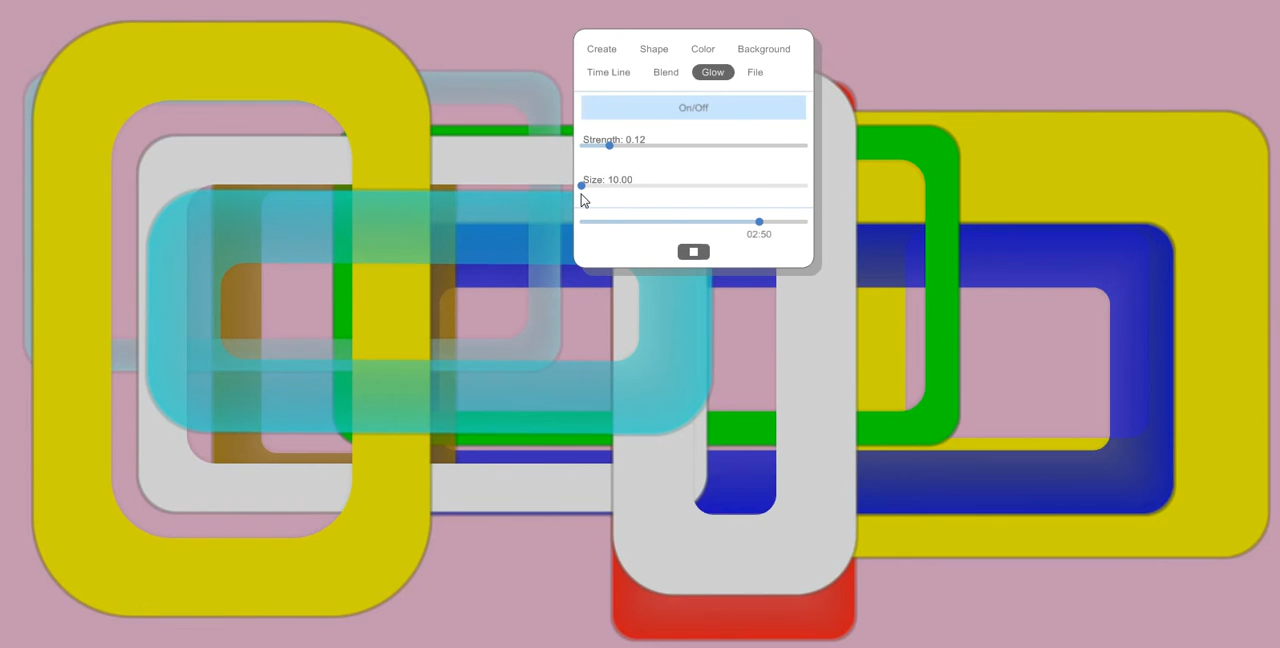 Create Shape Color Background
Time Line Blend Glow File
On/Off
Strength: 0.12
Size: 10.00
02:50